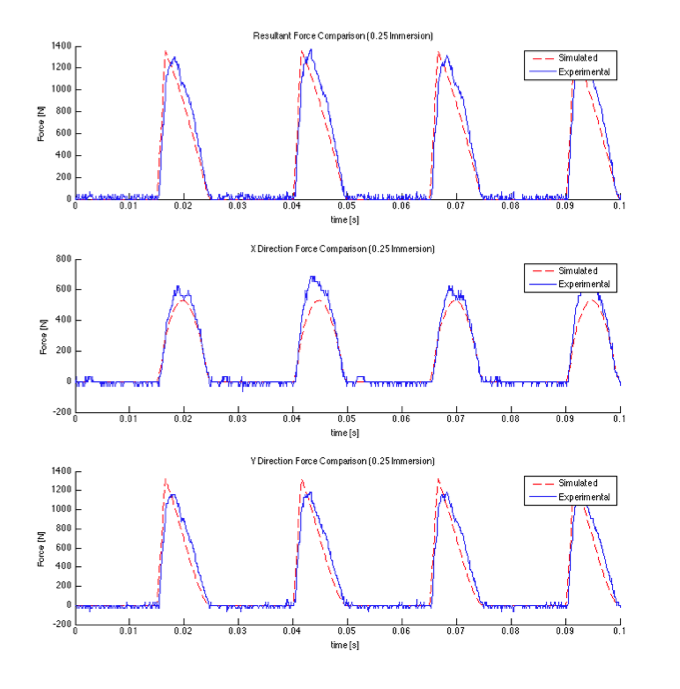 Resultant Force Comparison (0.25 Immersion)
1400
1200
1000
800
600
400
200
0
Force [N]
Simulated
Experimental
0 0.01 0.02 0.03 0.04 0.05 0.06 0.07 0.08 0.09 0.1
time [s]
X Direction Force Comparison (0.25 Immersion)
800
600
400
200
0
-200
Force [N]
Simulated
Experimental
0 0.01 0.02 0.03 0.04 0.05 0.06 0.07 0.08 0.09 0.1
time [s]
Y Direction Force Comparison (0.25 Immersion)
1400
1200
1000
800
600
400
200
0
-200
Force [N]
Simulated
Experimental
0 0.01 0.02 0.03 0.04 0.05 0.06 0.07 0.08 0.09 0.1
time [s]